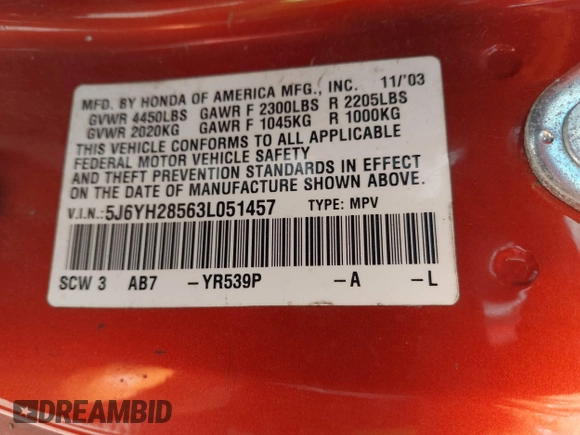 MFD. BY HONDA OF AMERICA MFG., INC. 11/'03
GVWR 4450LBS GAWR F 2300LBS R 2205LBS
GVWR 2020KG GAWR F 1045KG R 1000KG
THIS VEHICLE CONFORMS TO ALL APPLICABLE
FEDERAL MOTOR VEHICLE SAFETY
AND THEFT PREVENTION STANDARDS IN EFFECT
ON THE DATE OF MANUFACTURE SHOWN ABOVE.
V.I.N.: 5J6YH28563L051457 TYPE: MPV
SCW 3 AB7 -YR539P -A -L
DREAMBID